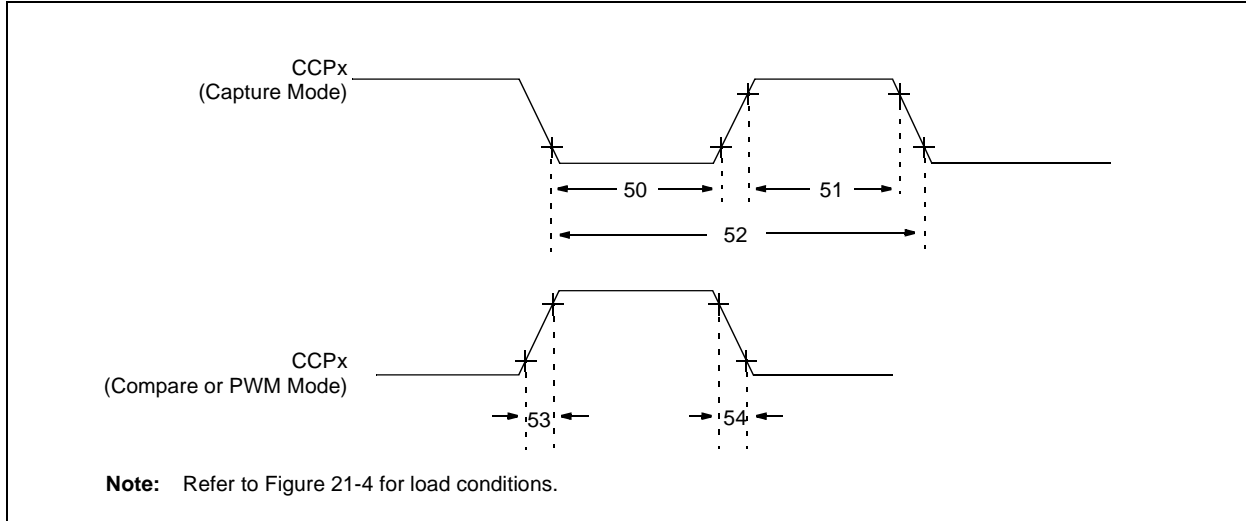 CCPx
(Capture Mode)
50
51
52
CCPx
(Compare or PWM Mode)
53
54
Note: Refer to Figure 21-4 for load conditions.